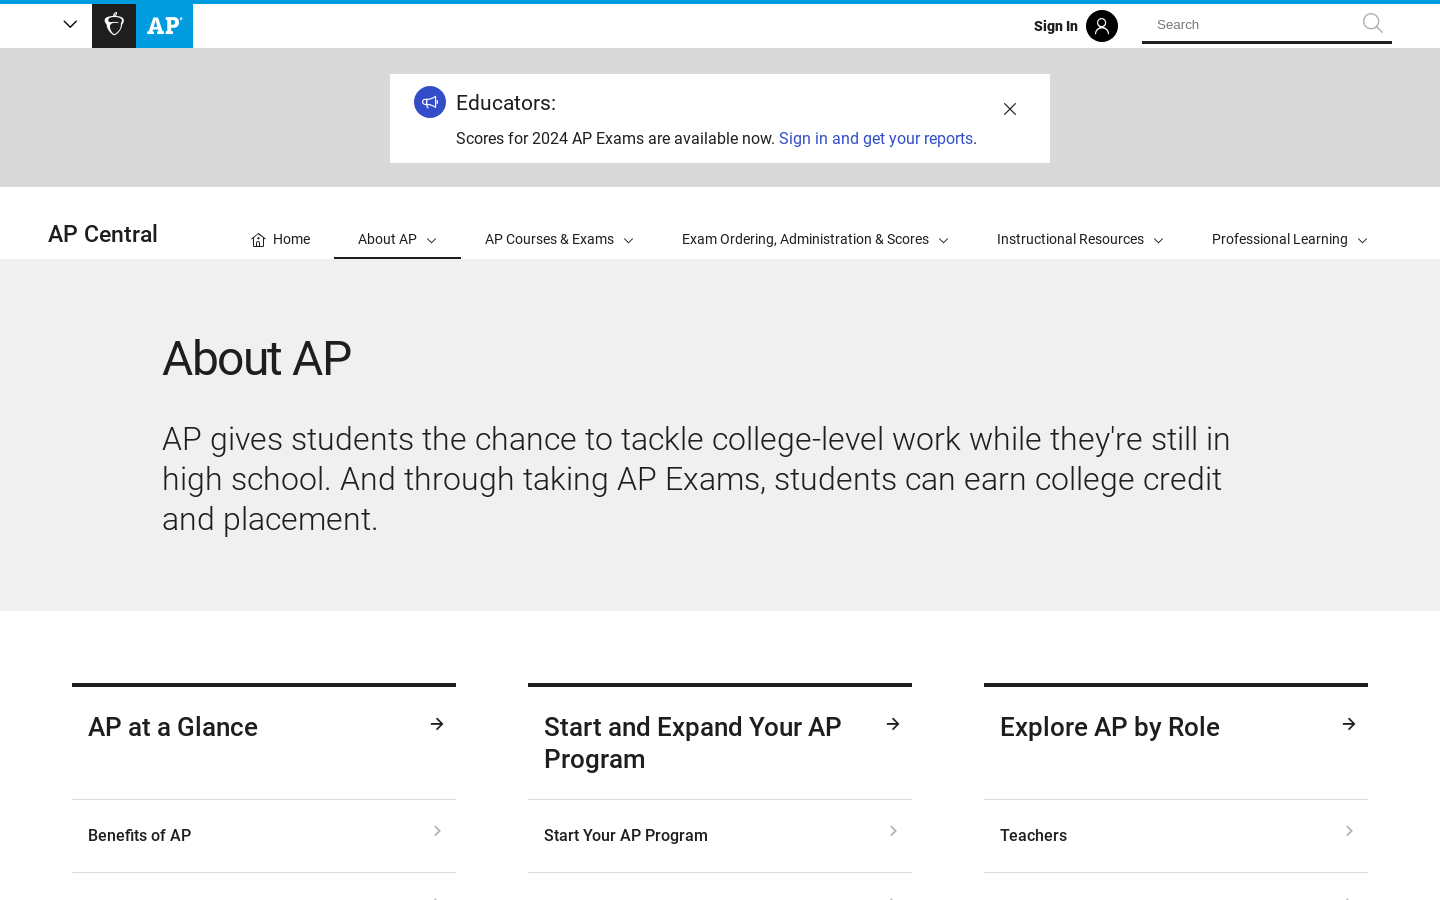 AP
Sign In
Search
Educators:
Scores for 2024 AP Exams are available now. Sign in and get your reports.
AP Central
Home
About AP
AP Courses & Exams
Exam Ordering, Administration & Scores
Instructional Resources
Professional Learning
About AP
AP gives students the chance to tackle college-level work while they're still in
high school. And through taking AP Exams, students can earn college credit
and placement.
AP at a Glance
Start and Expand Your AP
Program
Explore AP by Role
Benefits of AP
Start Your AP Program
Teachers